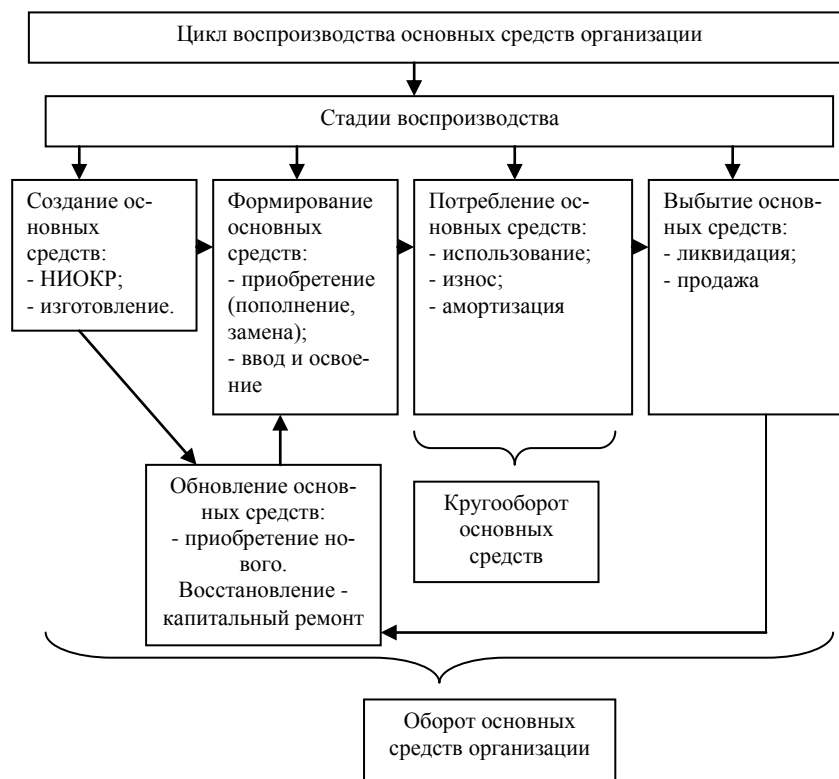 Цикл воспроизводства основных средств организации
Стадии воспроизводства
Создание ос-
новных
средств:
- НИОКР;
- изготовление.
Формирование
основных
средств:
- приобретение
(пополнение,
замена);
- ввод и освое-
ние
Потребление ос-
новных средств:
- использование;
- износ;
- амортизация
Выбытие основ-
ных средств:
- ликвидация;
- продажа
Обновление основ-
ных средств:
- приобретение но-
вого.
Восстановление -
капитальный ремонт
Кругооборот
основных
средств
Оборот основных
средств организации